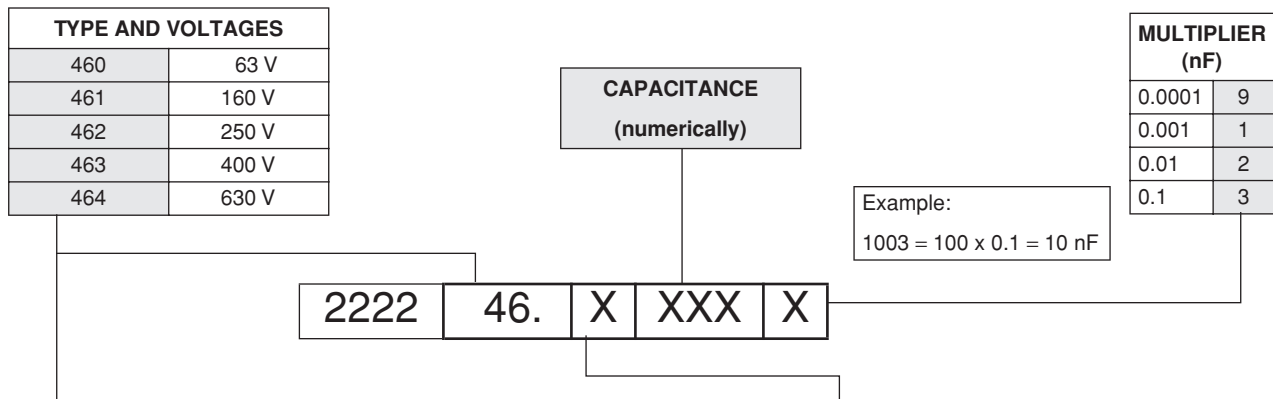 TYPE AND VOLTAGES
460 63 V
461 160 V
462 250 V
463 400 V
464 630 V
CAPACITANCE
(numerically)
MULTIPLIER
(nF)
0.0001 9
0.001 1
0.01 2
0.1 3
Example:
1003 = 100 x 0.1 = 10 nF
2222 46. X XXX X